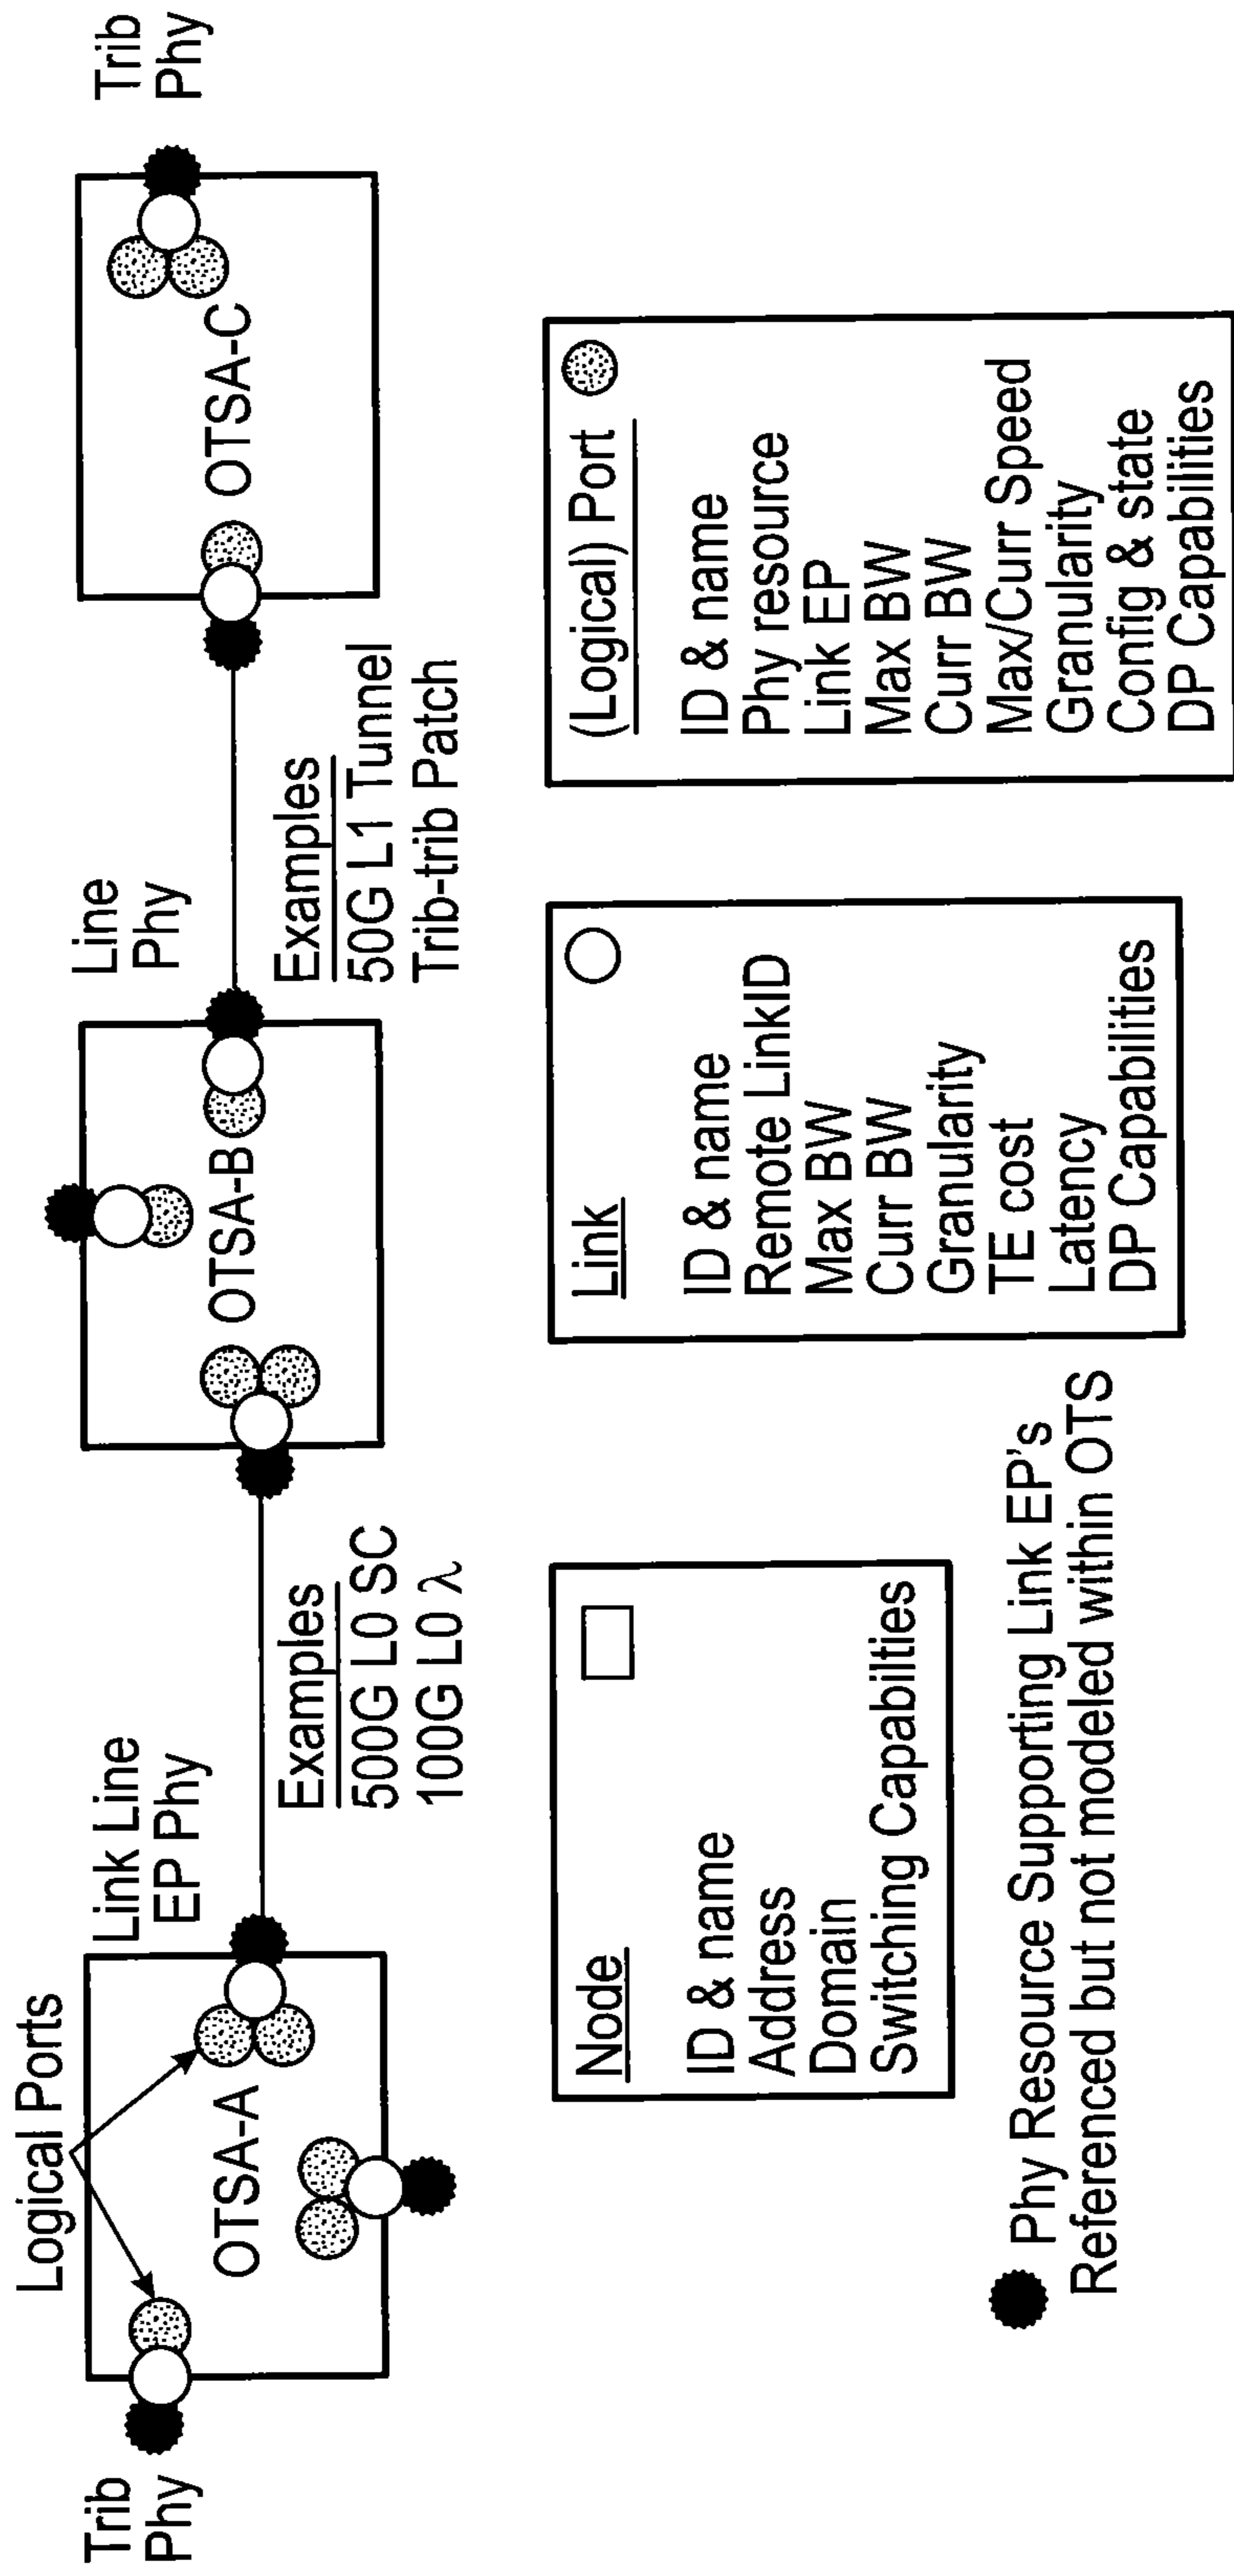 Logical Ports
Trib
Phy
OTSA-A
Link Line
EP Phy
Examples
500G L0 SC
100G L0 λ
OTSA-B
Line
Phy
Examples
50G L1 Tunnel
Trib-trib Patch
OTSA-C
Trib
Phy
Node
ID & name
Address
Domain
Switching Capabilties
Link
ID & name
Remote LinkID
Max BW
Curr BW
Granularity
TE cost
Latency
DP Capabilities
(Logical) Port
ID & name
Phy resource
Link EP
Max BW
Curr BW
Max/Curr Speed
Granularity
Config & state
DP Capabilities
Phy Resource Supporting Link EP's
Referenced but not modeled within OTS